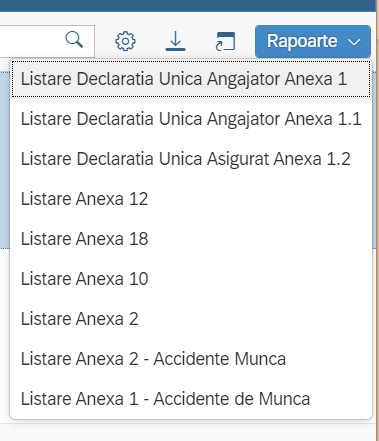 Rapoarte
Listare Declaratia Unica Angajator Anexa 1
Listare Declaratia Unica Angajator Anexa 1.1
Listare Declaratia Unica Asigurat Anexa 1.2
Listare Anexa 12
Listare Anexa 18
Listare Anexa 10
Listare Anexa 2
Listare Anexa 2 - Accidente Munca
Listare Anexa 1 - Accidente de Munca